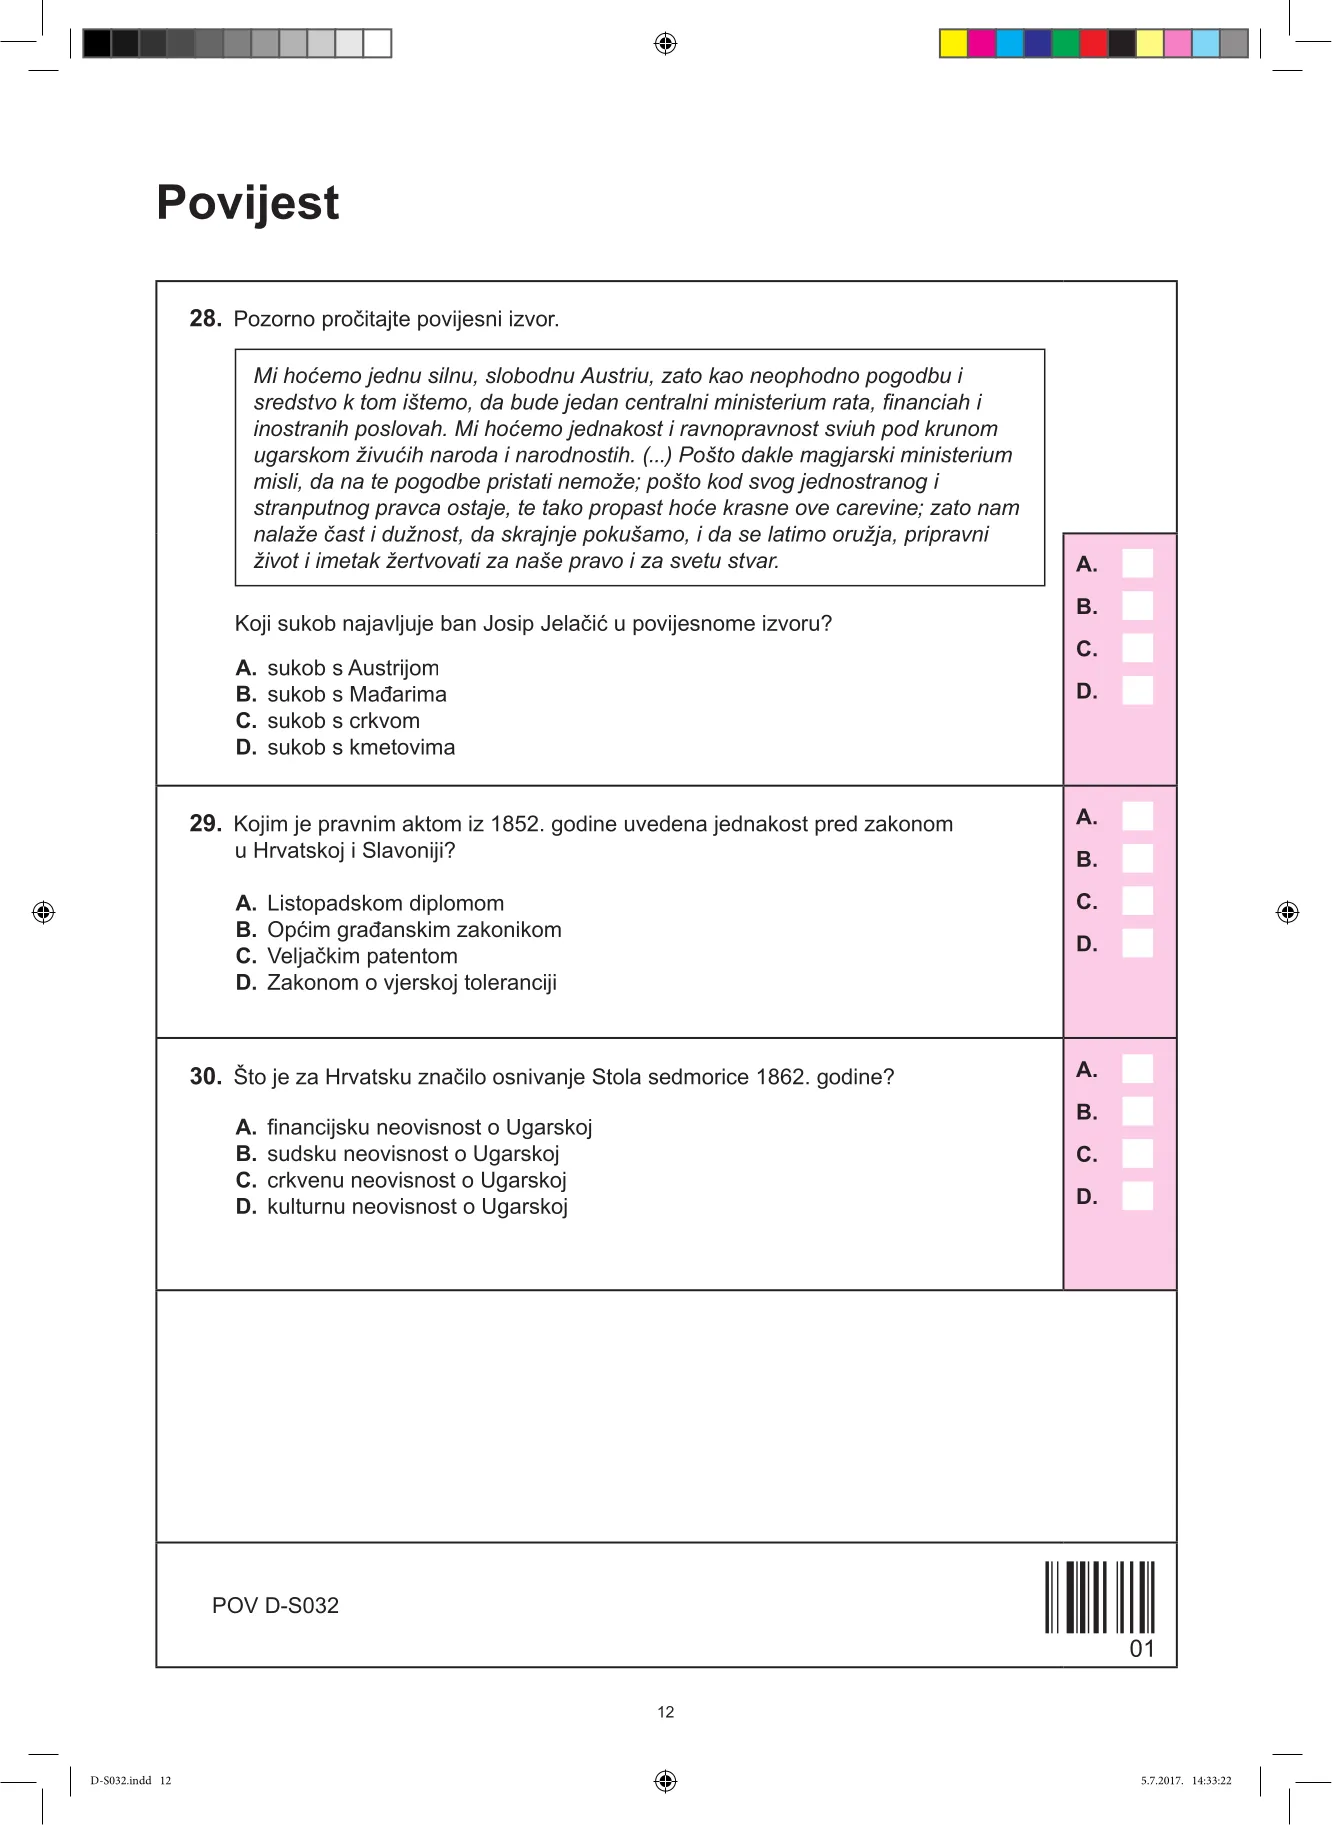 Povijest
28. Pozorno pročitajte povijesni izvor.
Mi hoćemo jednu silnu, slobodnu Austriu, zato kao neophodno pogodbu i
sredstvo k tom ištemo, da bude jedan centralni ministerium rata, financiah i
inostranih poslovah. Mi hoćemo jednakost i ravnopravnost sviuh pod krunom
ugarskom živućih naroda i narodnostih. (...) Pošto dakle magjarski ministerium
misli, da na te pogodbe pristati nemože; pošto kod svog jednostranog i
stranputnog pravca ostaje, te tako propast hoće krasne ove carevine; zato nam
nalaže čast i dužnost, da skrajnje pokušamo, i da se latimo oružja, pripravni
život i imetak žertvovati za naše pravo i za svetu stvar.
Koji sukob najavljuje ban Josip Jelačić u povijesnome izvoru?
A. sukob s Austrijom
B. sukob s Mađarima
C. sukob s crkvom
D. sukob s kmetovima
A.
B.
C.
D.
29. Kojim je pravnim aktom iz 1852. godine uvedena jednakost pred zakonom
u Hrvatskoj i Slavoniji?
A. Listopadskom diplomom
B. Općim građanskim zakonikom
C. Veljačkim patentom
D. Zakonom o vjerskoj toleranciji
A.
B.
C.
D.
30. Što je za Hrvatsku značilo osnivanje Stola sedmorice 1862. godine?
A. financijsku neovisnost o Ugarskoj
B. sudsku neovisnost o Ugarskoj
C. crkvenu neovisnost o Ugarskoj
D. kulturnu neovisnost o Ugarskoj
A.
B.
C.
D.
POV D-S032
01
12
D-S032.indd 12
5.7.2017. 14:33:22